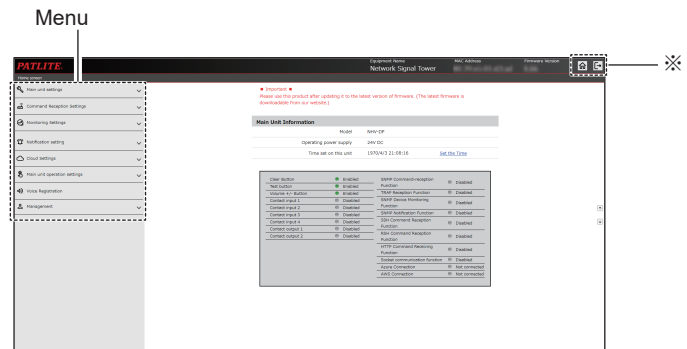 Menu
PATLITE
Equipment Name
MAC Address
Firmware Version
Network Signal Tower
※
Home screen
Main unit settings
Command Reception Settings
Monitoring Settings
Notification setting
Cloud Settings
Main unit operation settings
Voice Registration
Management
■ Important ■
Please use this product after updating it to the latest version of firmware. (The latest firmware is
downloadable from our website.)
Main Unit Information
Model NHV-DP
Operating power supply 24V DC
Time set on this unit 1970/4/3 21:08:16 Set the Time
Clear Button Enabled
Test button Enabled
Volume +/- Button Enabled
Contact input 1 Disabled
Contact input 2 Disabled
Contact input 3 Disabled
Contact input 4 Disabled
Contact output 1 Disabled
Contact output 2 Disabled
SNMP Command-reception
Function Disabled
TRAP Reception Function Disabled
SNMP Device Monitoring
Function Disabled
SNMP Notification Function Disabled
SSH Command Reception
Function Disabled
RSH Command Reception
Function Disabled
HTTP Command Receiving
Function Disabled
Socket communication function Disabled
Azure Connection Not connected
AWS Connection Not connected